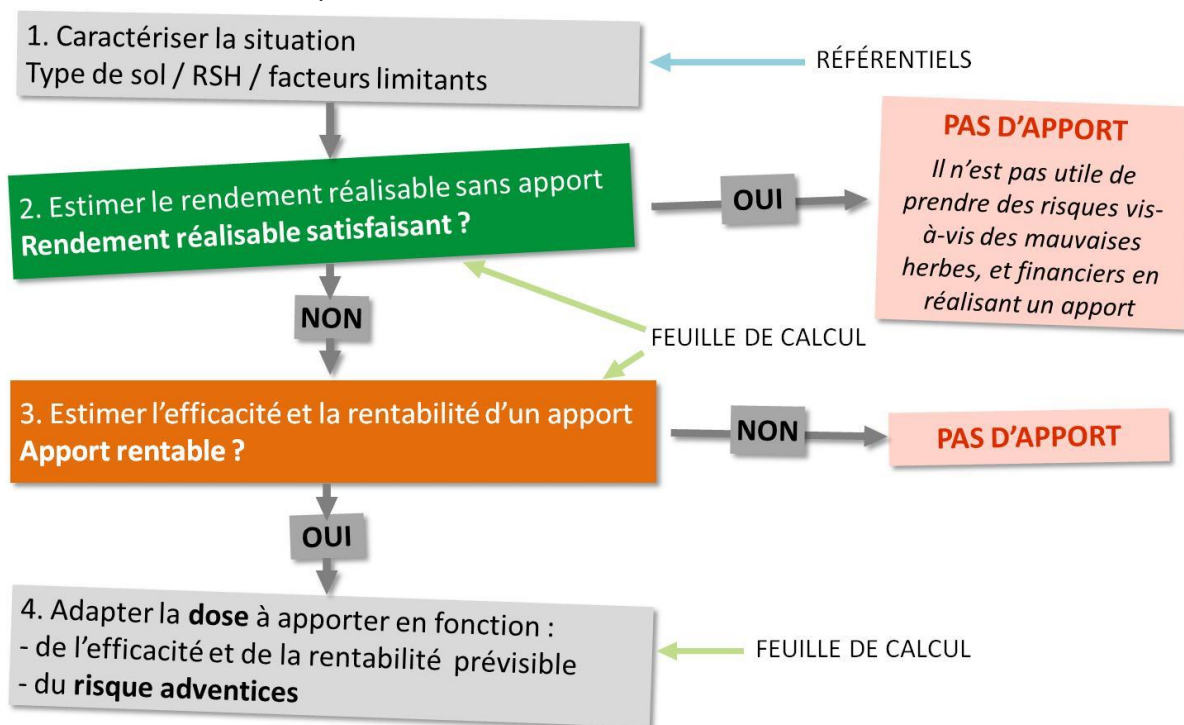 1. Caractériser la situation
Type de sol / RSH / facteurs limitants
RÉFÉRENTIELS
2. Estimer le rendement réalisable sans apport
Rendement réalisable satisfaisant ?
OUI
PAS D’APPORT
Il n’est pas utile de
prendre des risques vis-
à-vis des mauvaises
herbes, et financiers en
réalisant un apport
NON
FEUILLE DE CALCUL
3. Estimer l’efficacité et la rentabilité d’un apport
Apport rentable ?
NON
PAS D’APPORT
OUI
4. Adapter la dose à apporter en fonction :
- de l’efficacité et de la rentabilité prévisible
- du risque adventices
FEUILLE DE CALCUL